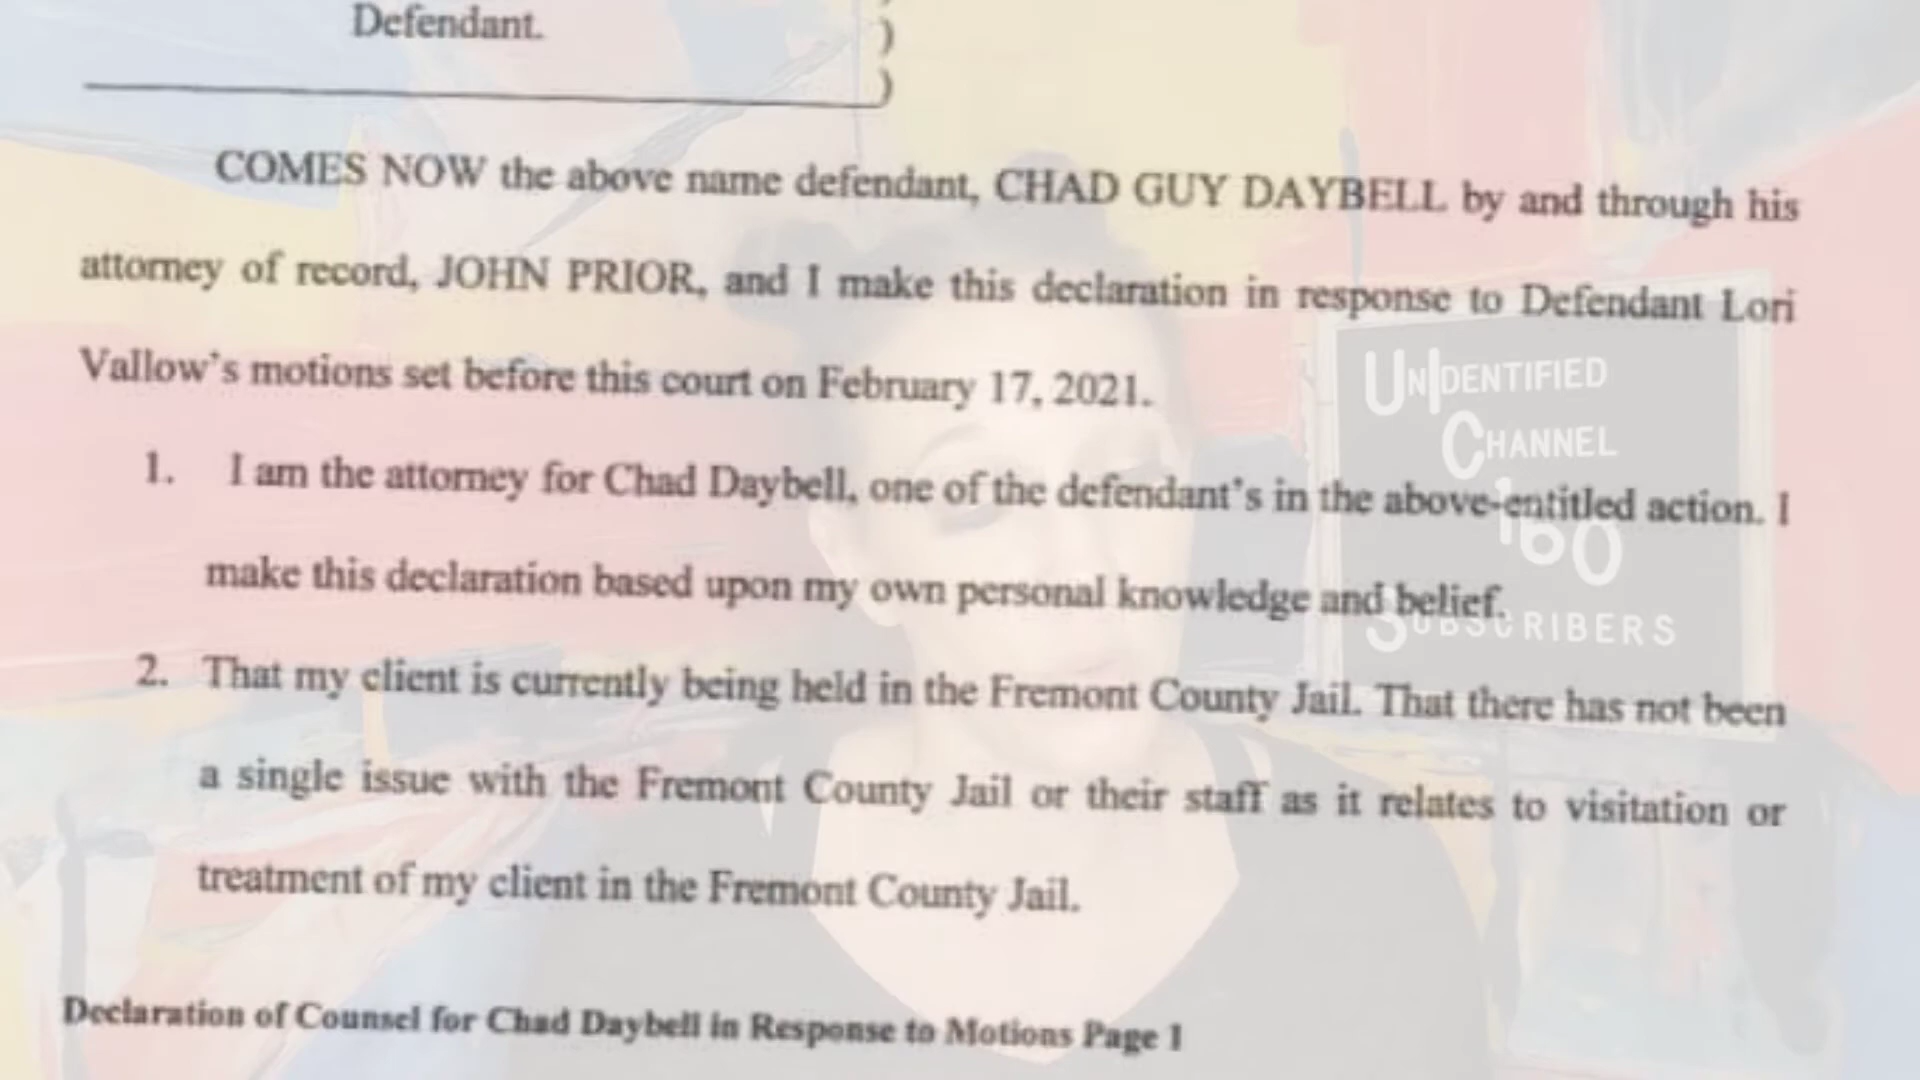 Defendant.
)
)
COMES NOW the above name defendant, CHAD GUY DAYBELL by and through his
attorney of record, JOHN PRIOR, and I make this declaration in response to Defendant Lori
Vallow's motions set before this court on February 17, 2021.
1. I am the attorney for Chad Daybell, one of the defendant's in the above-entitled action. I
make this declaration based upon my own personal knowledge and belief.
2. That my client is currently being held in the Fremont County Jail. That there has not been
a single issue with the Fremont County Jail or their staff as it relates to visitation or
treatment of my client in the Fremont County Jail.
Declaration of Counsel for Chad Daybell in Response to Motions Page 1
UNIDENTIFIED
CHANNEL
160
SUBSCRIBERS